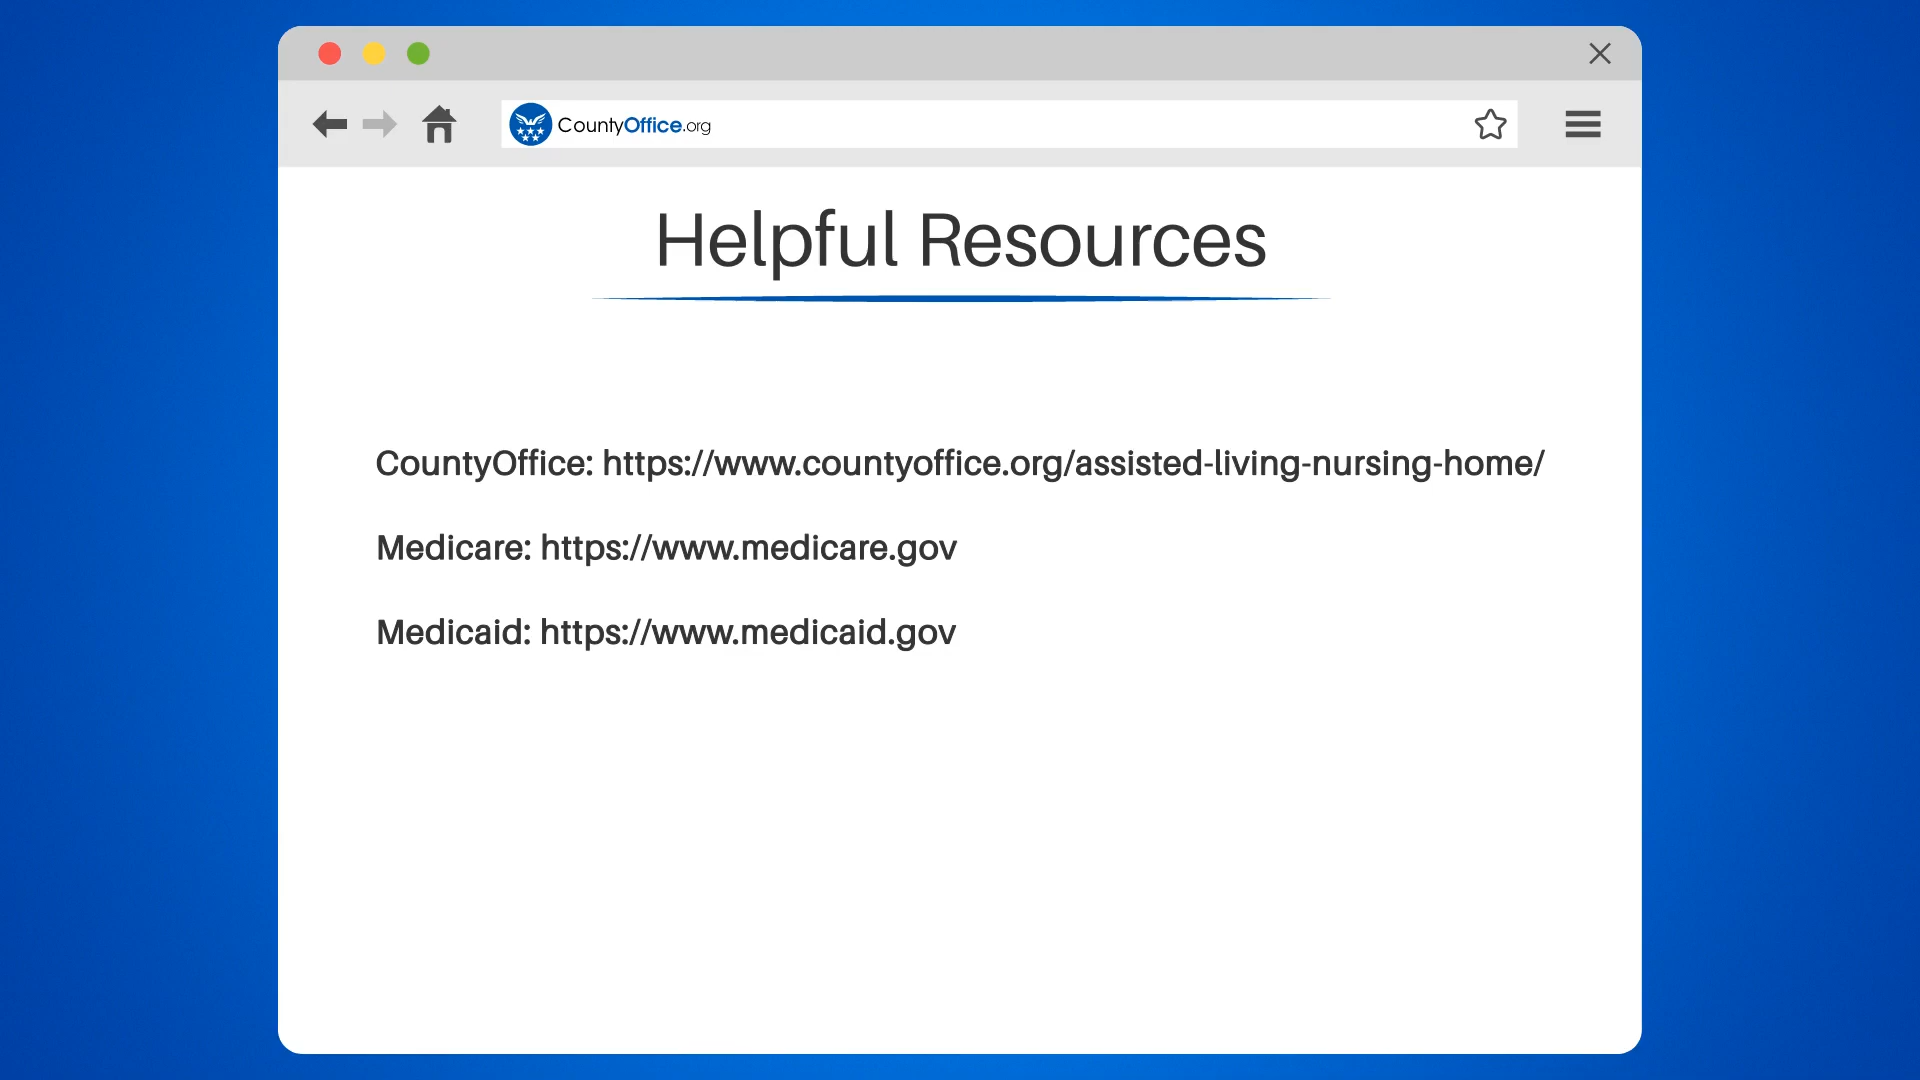 CountyOffice.org
Helpful Resources
CountyOffice: https://www.countyoffice.org/assisted-living-nursing-home/
Medicare: https://www.medicare.gov
Medicaid: https://www.medicaid.gov